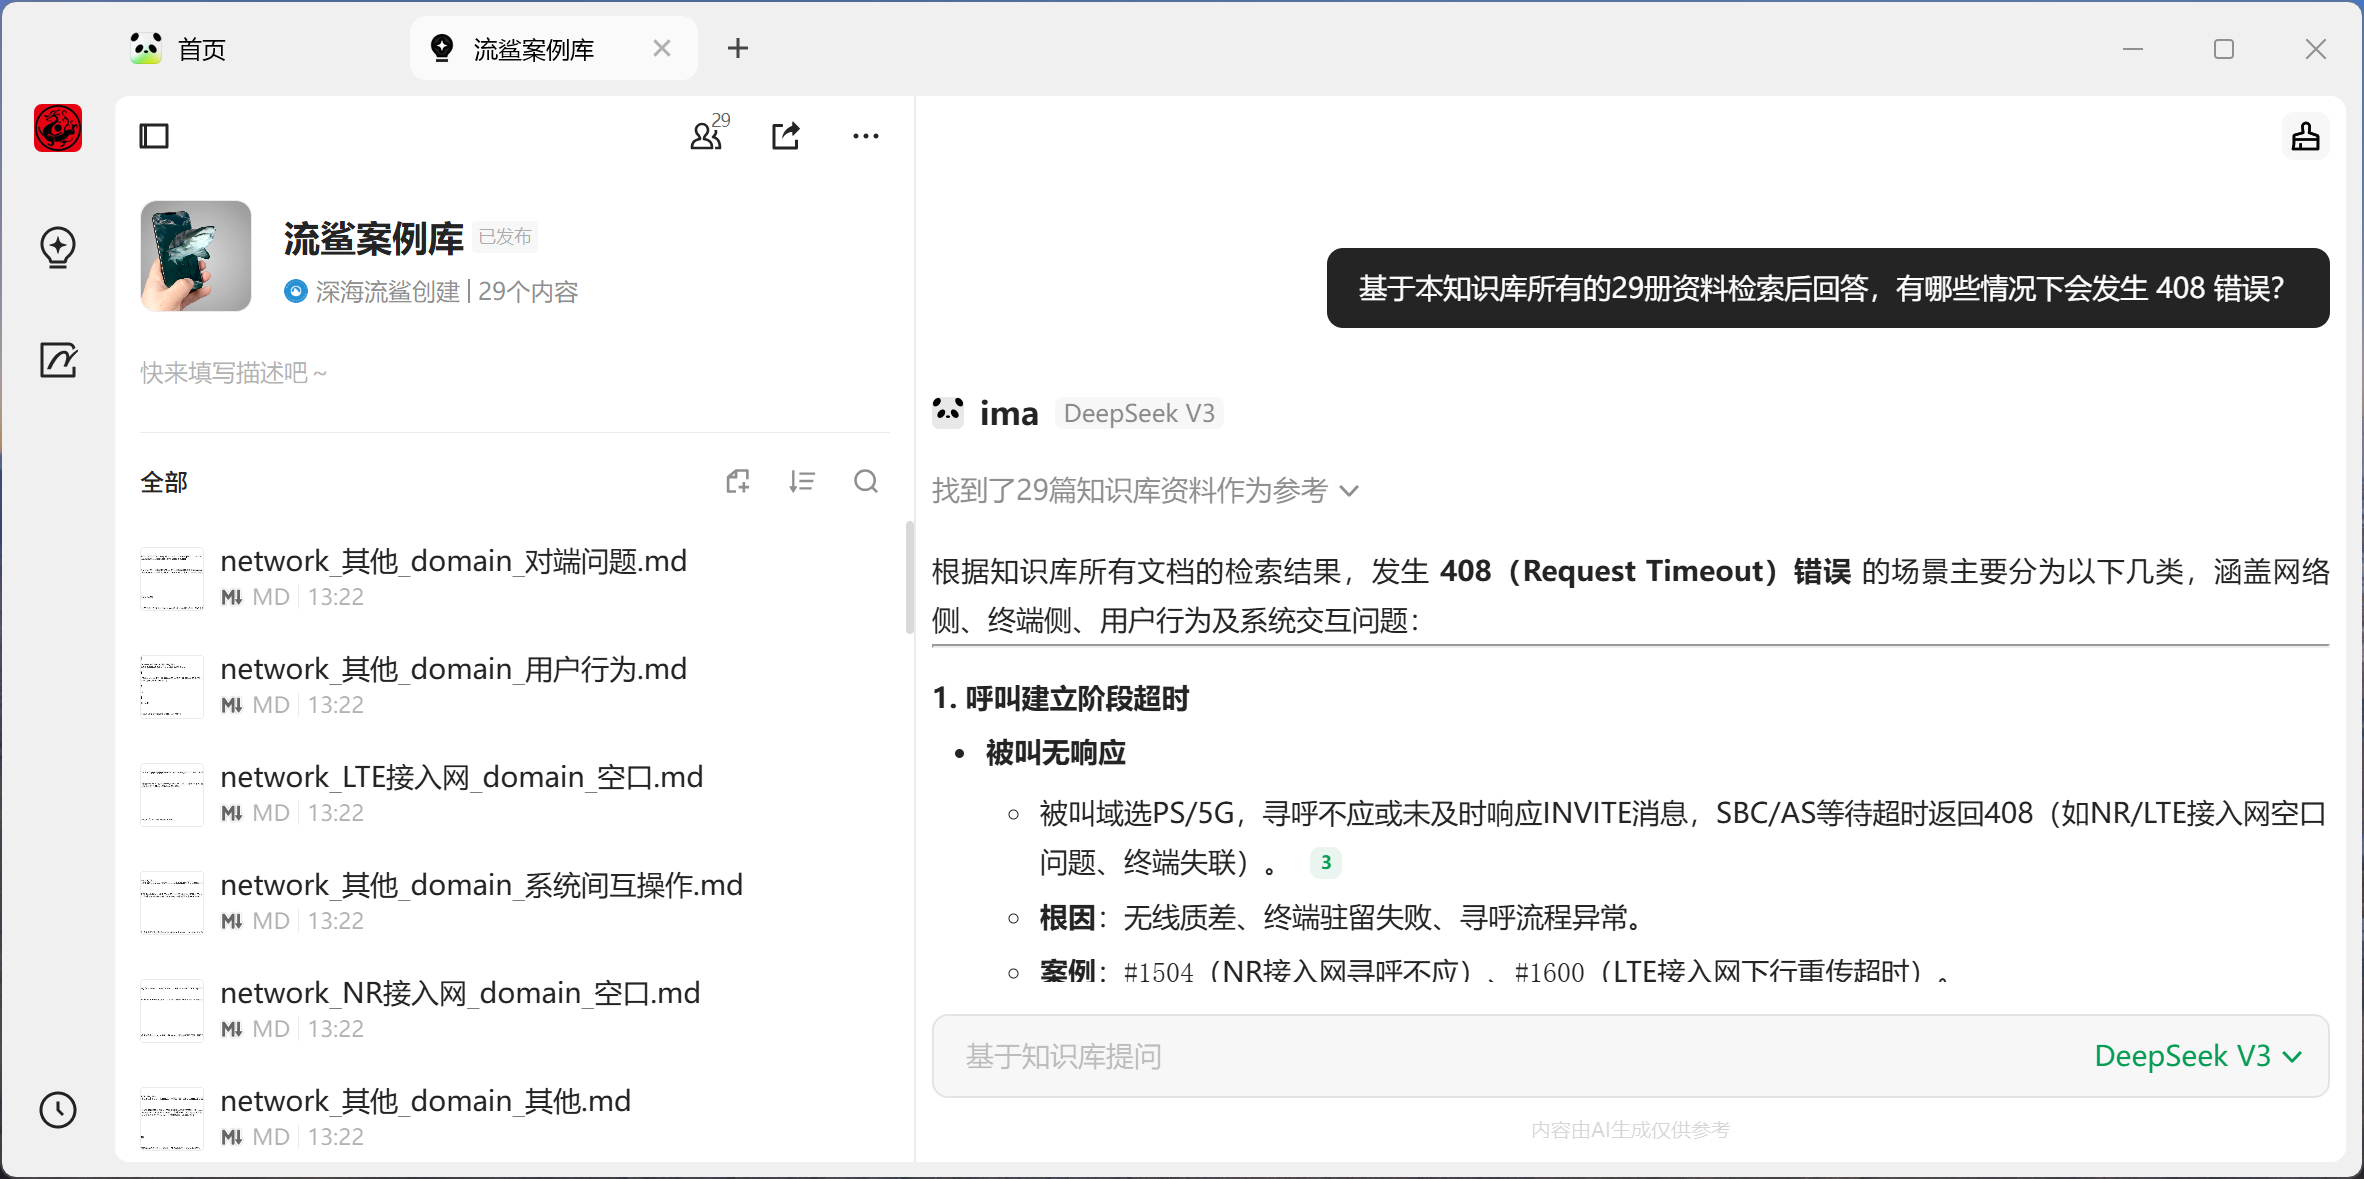 首页
流鲨案例库
29
流鲨案例库 已发布
深海流鲨创建 | 29个内容
快来填写描述吧 ~
全部
network_其他_domain_对端问题.md
MD 13:22
network_其他_domain_用户行为.md
MD 13:22
network_LTE接入网_domain_空口.md
MD 13:22
network_其他_domain_系统间互操作.md
MD 13:22
network_NR接入网_domain_空口.md
MD 13:22
network_其他_domain_其他.md
MD 13:22
基于本知识库所有的29册资料检索后回答，有哪些情况下会发生 408 错误？
ima DeepSeek V3
找到了29篇知识库资料作为参考
根据知识库所有文档的检索结果，发生 408（Request Timeout）错误 的场景主要分为以下几类，涵盖网络
侧、终端侧、用户行为及系统交互问题：
1. 呼叫建立阶段超时
• 被叫无响应
○ 被叫域选PS/5G，寻呼不应或未及时响应INVITE消息，SBC/AS等待超时返回408（如NR/LTE接入网空口
问题、终端失联）。 3
○ 根因：无线质差、终端驻留失败、寻呼流程异常。
○ 案例：#1504（NR接入网寻呼不应）、#1600（LTE接入网下行重传超时）。
基于知识库提问
DeepSeek V3
内容由AI生成仅供参考